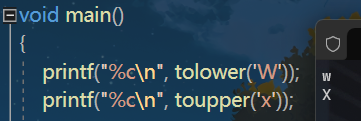 void main()
{
printf("%c\n", tolower('W'));
printf("%c\n", toupper('x'));
w
X